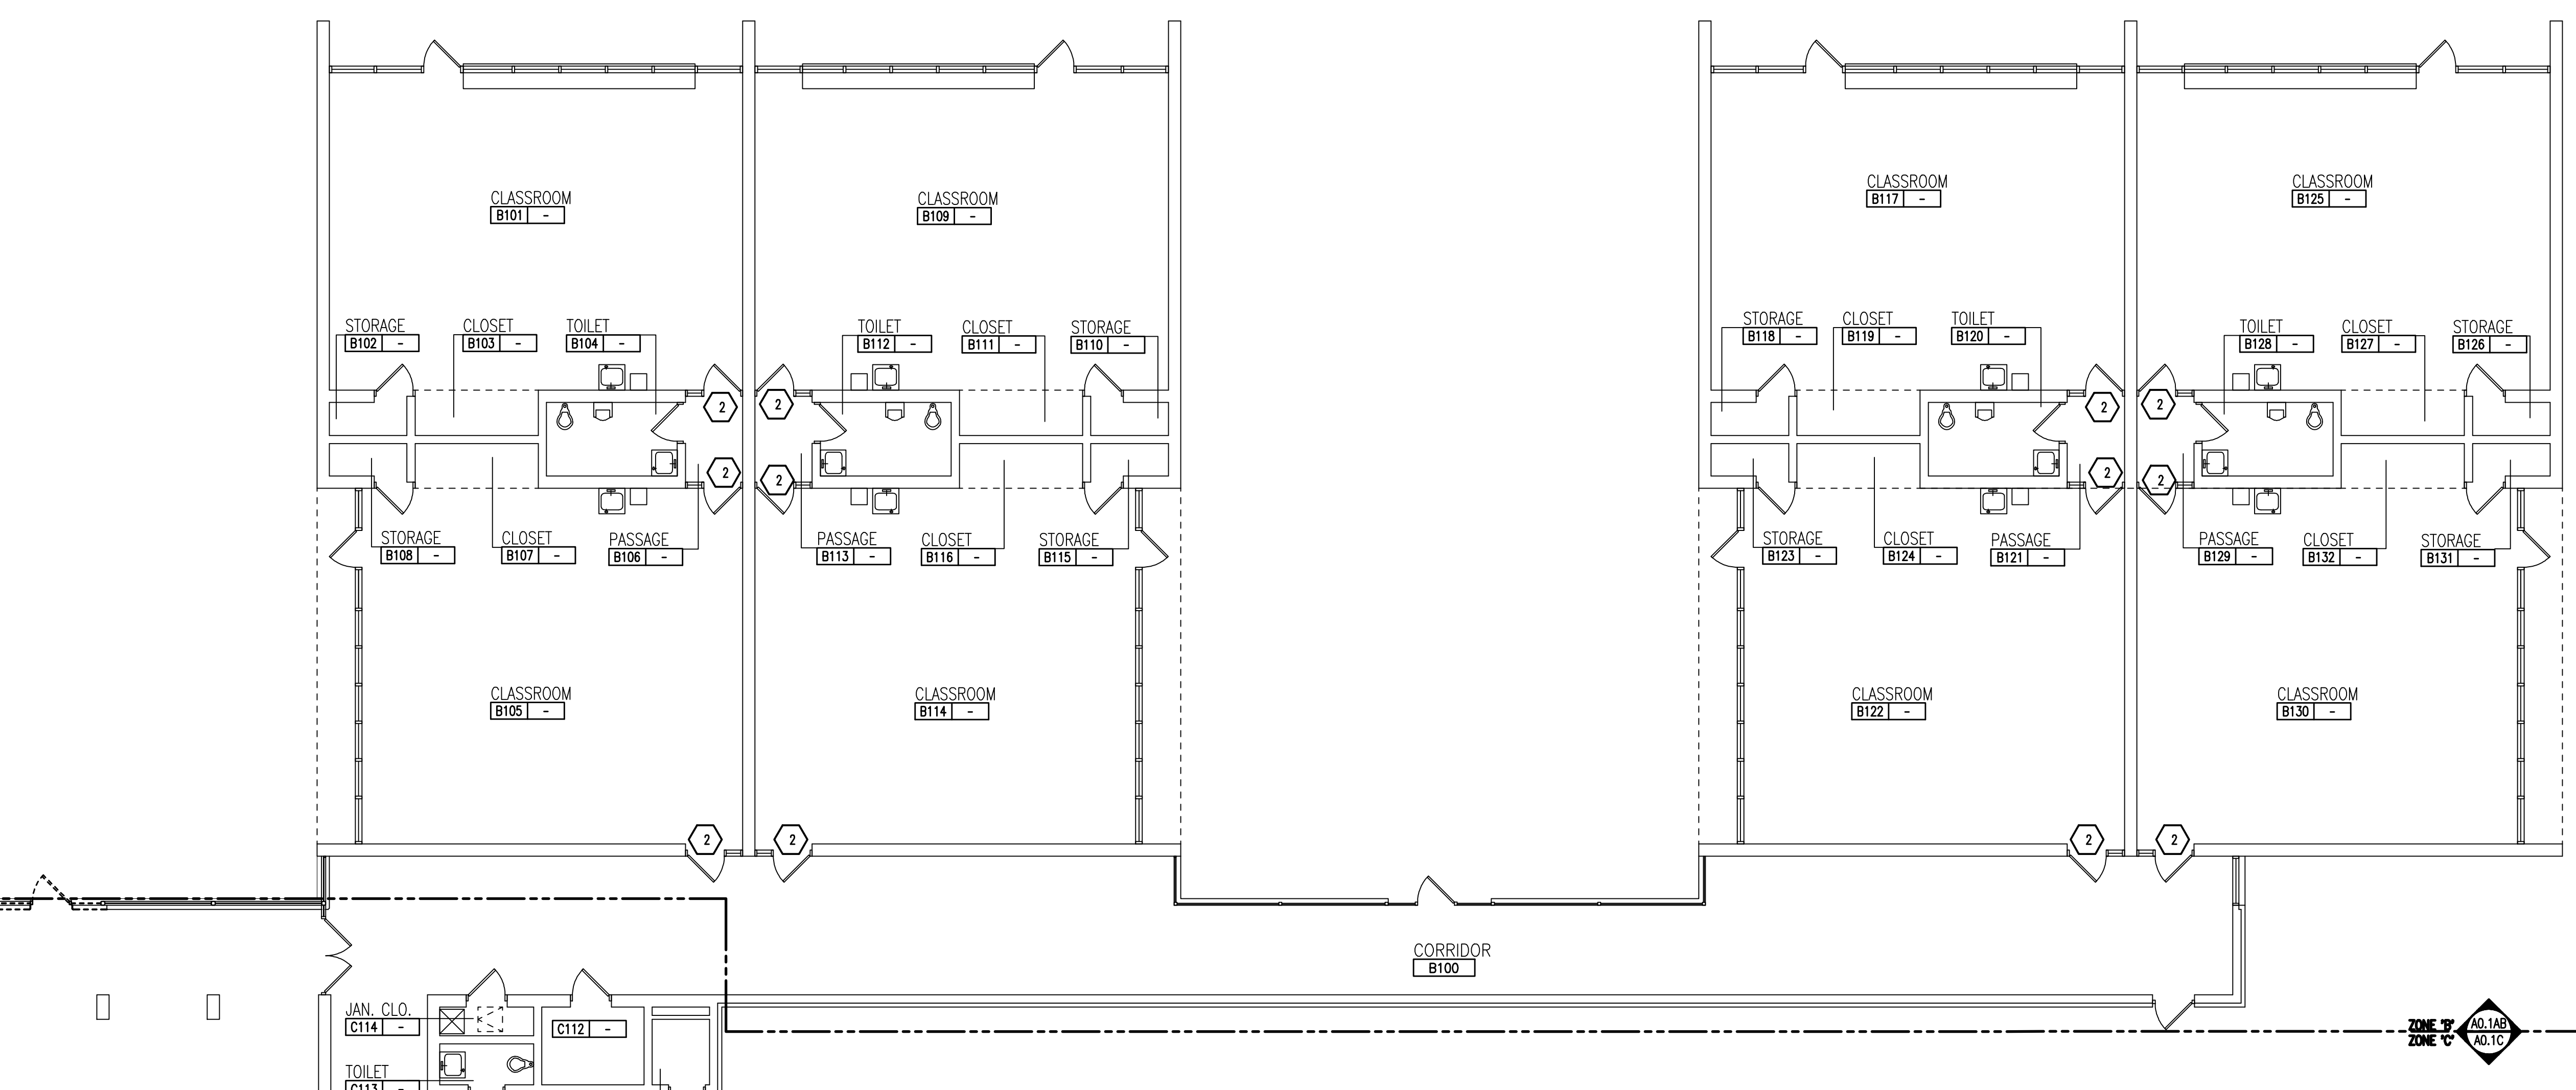 CLASSROOM
B101 -
CLASSROOM
B109 -
CLASSROOM
B117 -
CLASSROOM
B125 -
STORAGE
B102 -
CLOSET
B103 -
TOILET
B104 -
TOILET
B112 -
CLOSET
B111 -
STORAGE
B110 -
STORAGE
B118 -
CLOSET
B119 -
TOILET
B120 -
TOILET
B128 -
CLOSET
B127 -
STORAGE
B126 -
2
2
2
2
2
2
2
2
STORAGE
B108 -
CLOSET
B107 -
PASSAGE
B106 -
PASSAGE
B113 -
CLOSET
B116 -
STORAGE
B115 -
STORAGE
B123 -
CLOSET
B124 -
PASSAGE
B121 -
PASSAGE
B129 -
CLOSET
B132 -
STORAGE
B131 -
CLASSROOM
B105 -
CLASSROOM
B114 -
CLASSROOM
B122 -
CLASSROOM
B130 -
2
2
2
2
CORRIDOR
B100
JAN. CLO.
C114 -
C112 -
TOILET
C113 -
ZONE "B"
ZONE "C"
A0.1AB
A0.1C